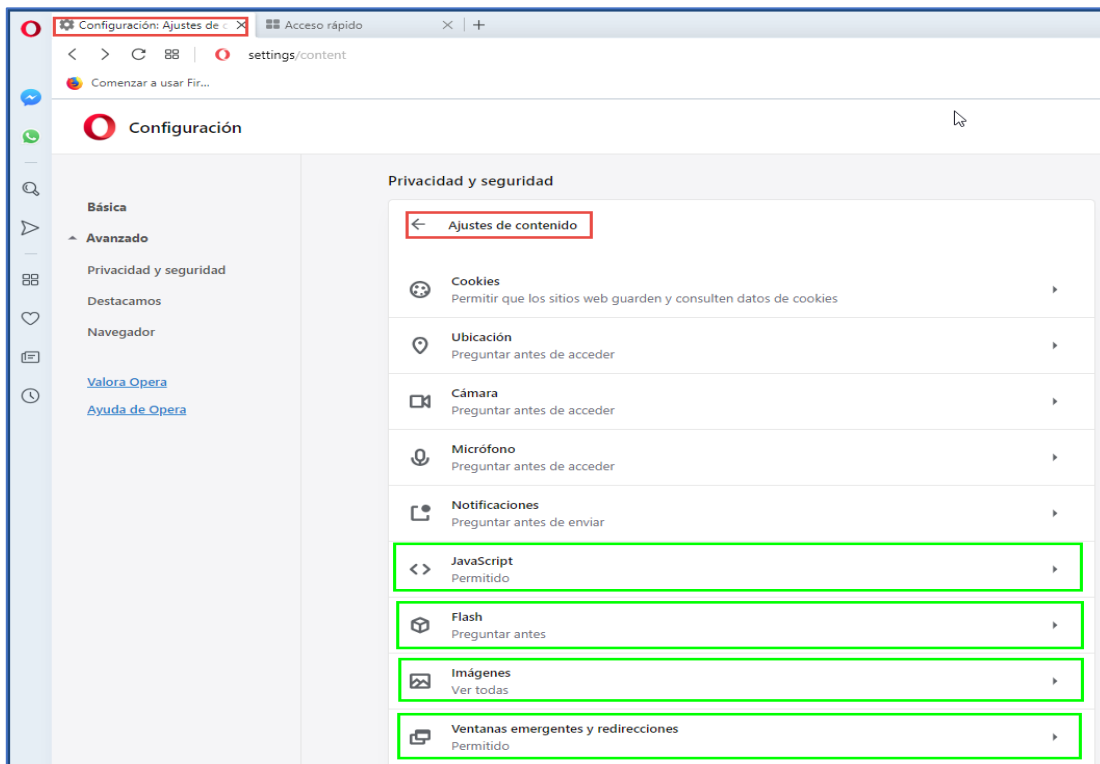 Configuración: Ajustes de c
Acceso rápido
settings/content
Comenzar a usar Fir...
Configuración
Básica
Avanzado
Privacidad y seguridad
Destacamos
Navegador
Valora Opera
Ayuda de Opera
Privacidad y seguridad
Ajustes de contenido
Cookies
Permitir que los sitios web guarden y consulten datos de cookies
Ubicación
Preguntar antes de acceder
Cámara
Preguntar antes de acceder
Micrófono
Preguntar antes de acceder
Notificaciones
Preguntar antes de enviar
JavaScript
Permitido
Flash
Preguntar antes
Imágenes
Ver todas
Ventanas emergentes y redirecciones
Permitido